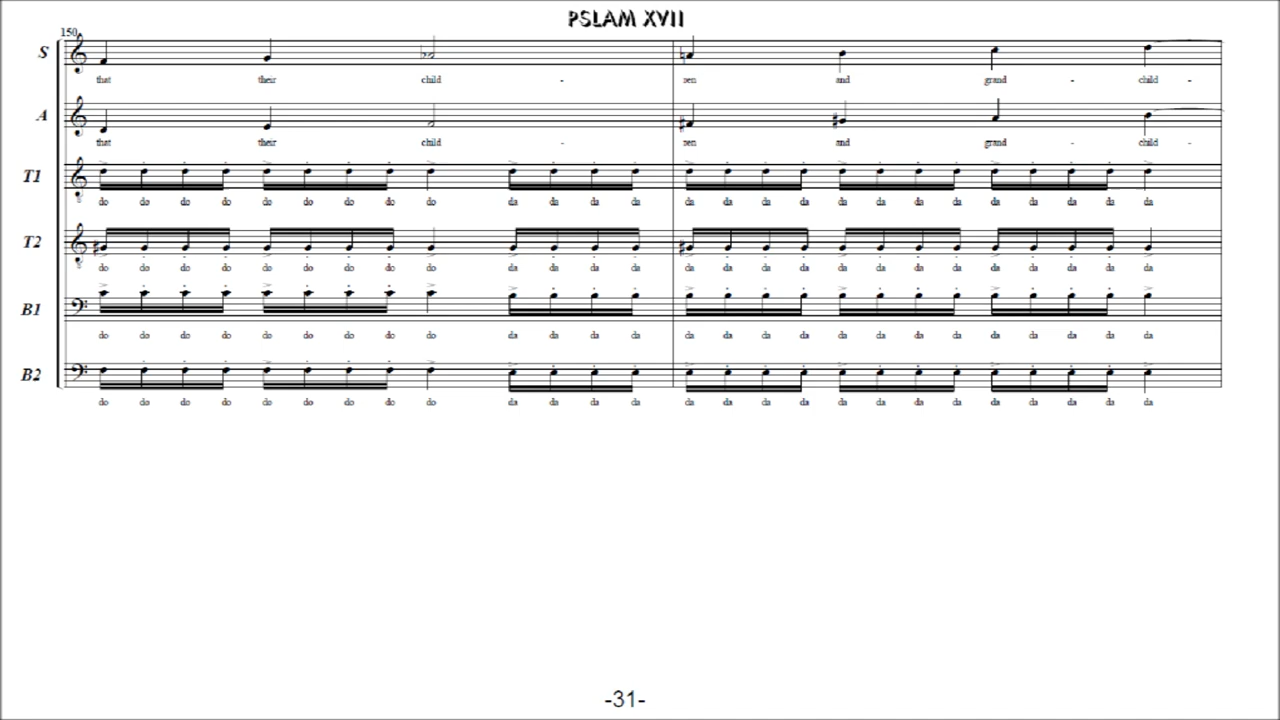 PSLAM XVII
150
S
that their child - ren and grand - child -
A
that their child - ren and grand - child -
T1
do do do do do do do do do da da da da da da da da da da da da da da da da da
T2
do do do do do do do do do da da da da da da da da da da da da da da da da da
B1
do do do do do do do do do da da da da da da da da da da da da da da da da da
B2
do do do do do do do do do da da da da da da da da da da da da da da da da da
-31-